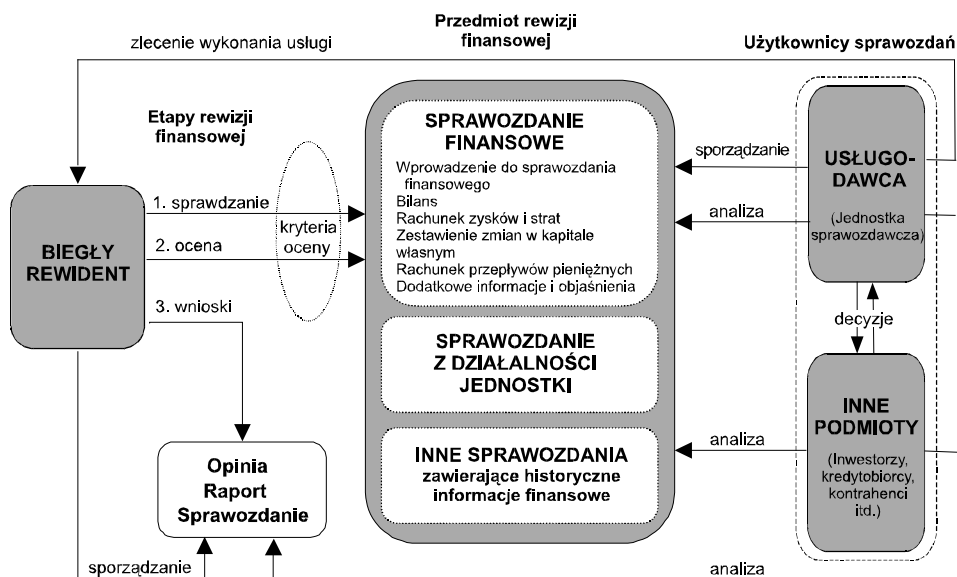 Przedmiot rewizji
finansowej
zlecenie wykonania usługi
Użytkownicy sprawozdań
Etapy rewizji
finansowej
BIEGŁY
REWIDENT
1. sprawdzanie
2. ocena
3. wnioski
kryteria
oceny
SPRAWOZDANIE
FINANSOWE
Wprowadzenie do sprawozdania
finansowego
Bilans
Rachunek zysków i strat
Zestawienie zmian w kapitale
własnym
Rachunek przepływów pieniężnych
Dodatkowe informacje i objaśnienia
SPRAWOZDANIE
Z DZIAŁALNOŚCI
JEDNOSTKI
INNE SPRAWOZDANIA
zawierające historyczne
informacje finansowe
sporządzanie
analiza
USŁUGO-
DAWCA
(Jednostka
sprawozdawcza)
decyzje
analiza
INNE
PODMIOTY
(Inwestorzy,
kredytobiorcy,
kontrahenci
itd.)
Opinia
Raport
Sprawozdanie
sporządzanie
analiza